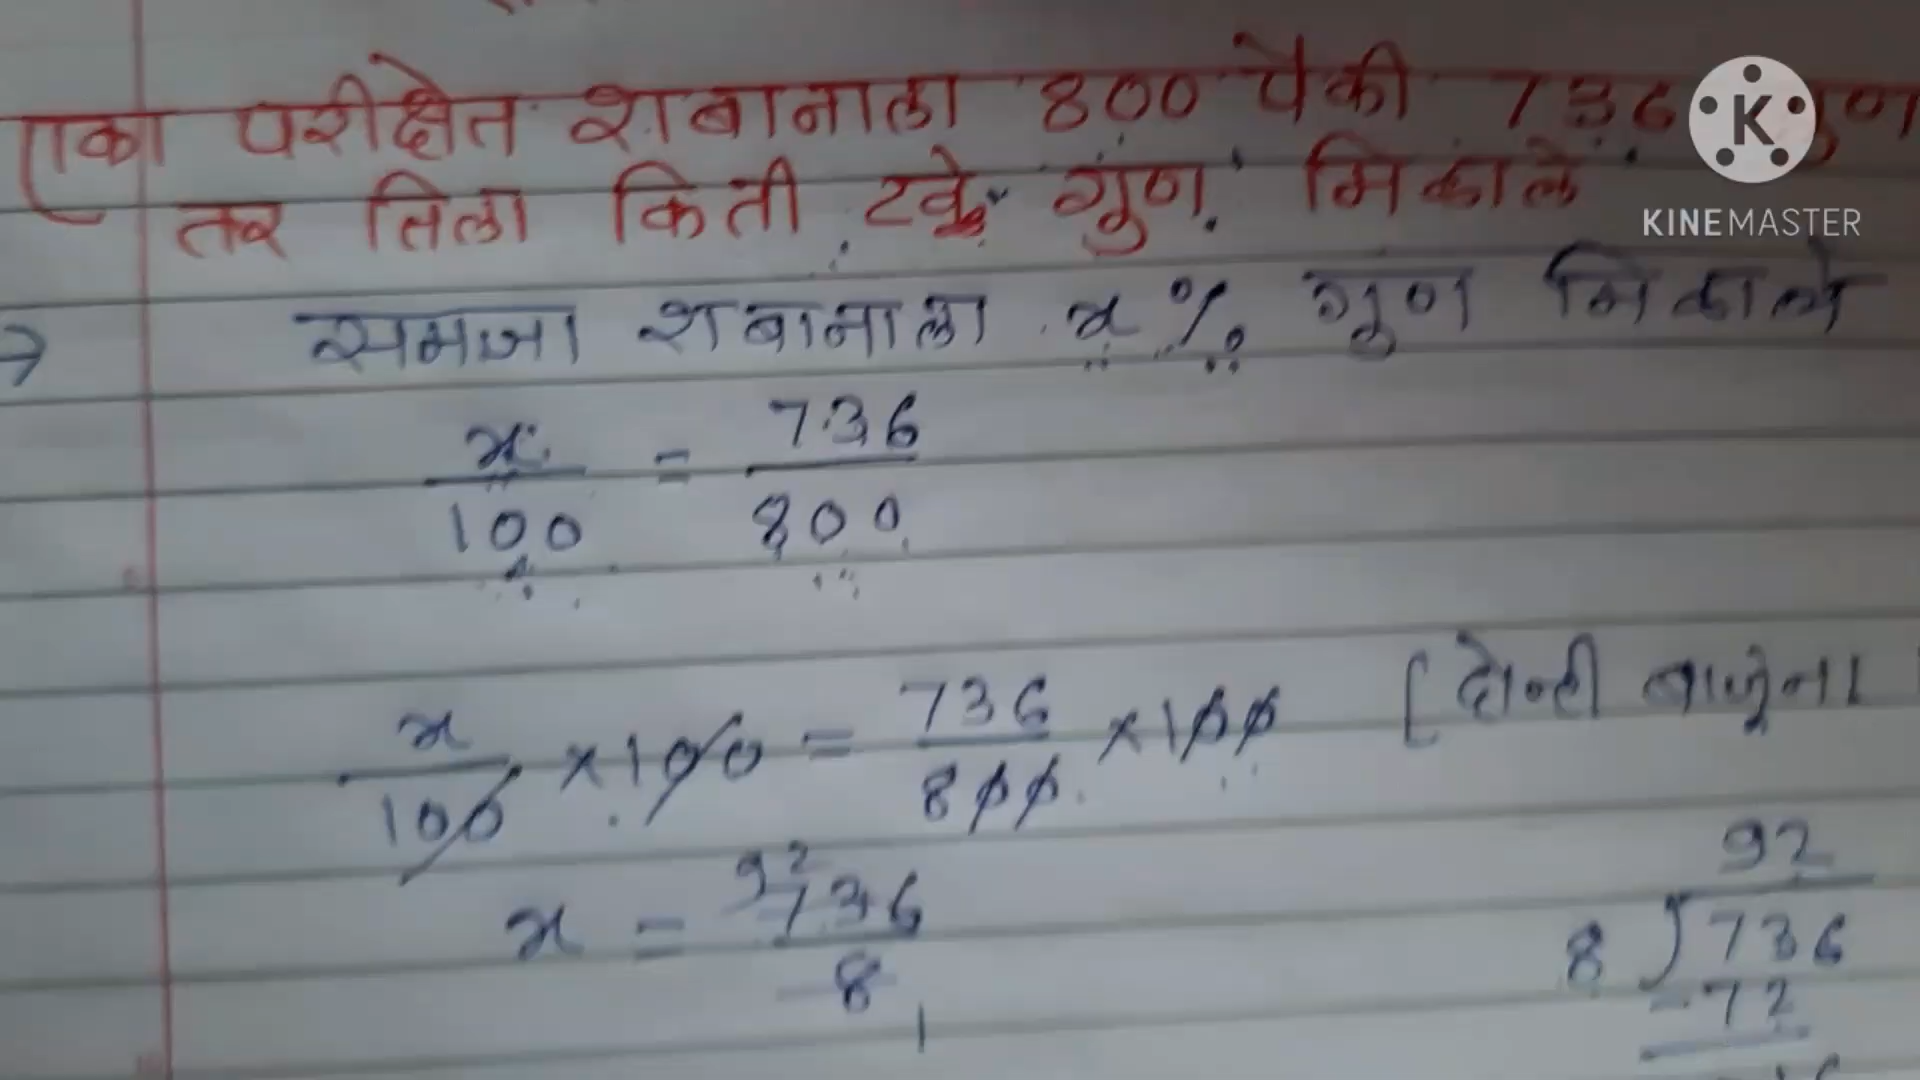 एका परीक्षेत शबानाला 800 पैकी 736 गुण
तर तिला किती टक्के गुण मिळाले
K
KINEMASTER
→ समजा शबानाला x % गुण मिळाले
x/100 = 736/800
x/100 × 100 = 736/800 × 100 [दोन्ही बाजूंना
x = 736/8
92
92
8 ) 736
- 72